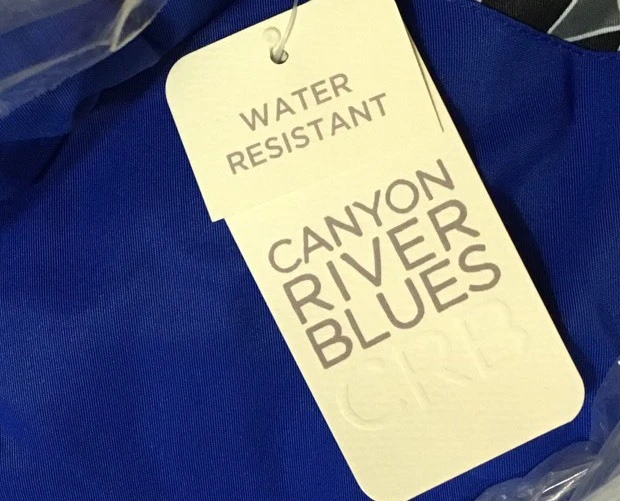 WATER
RESISTANT
CANYON
RIVER
BLUES
CRB